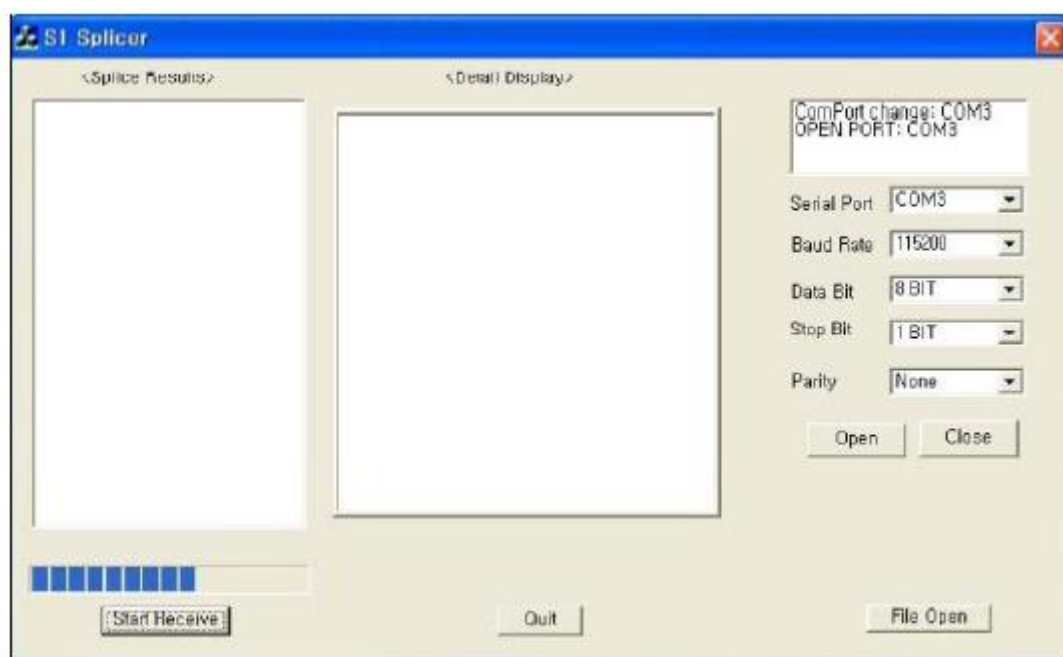 S1 Splicer
<Splice Results>
<Detail Display>
ComPort change: COM3
OPEN PORT: COM3
Serial Port COM3
Baud Rate 115200
Data Bit 8 BIT
Stop Bit 1 BIT
Parity None
Open Close
Start Receive
Quit
File Open